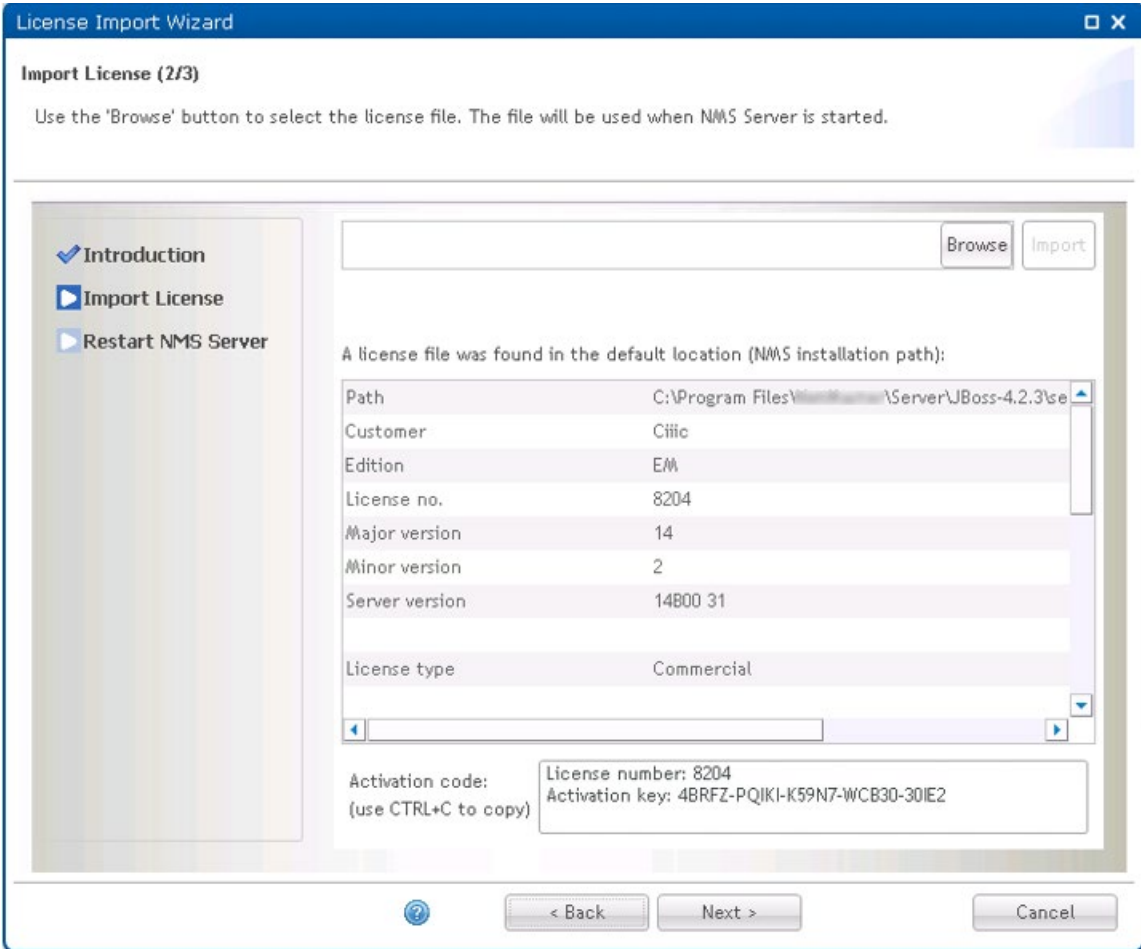 License Import Wizard
Import License (2/3)
Use the 'Browse' button to select the license file. The file will be used when NMS Server is started.
Introduction
Import License
Restart NMS Server
Browse
Import
A license file was found in the default location (NMS installation path):
Path C:\Program Files\ \Server\JBoss-4.2.3\se
Customer Ciiic
Edition EM
License no. 8204
Major version 14
Minor version 2
Server version 14B00 31
License type Commercial
Activation code:
(use CTRL+C to copy)
License number: 8204
Activation key: 4BRFZ-PQIKI-K59N7-WCB30-30IE2
< Back
Next >
Cancel